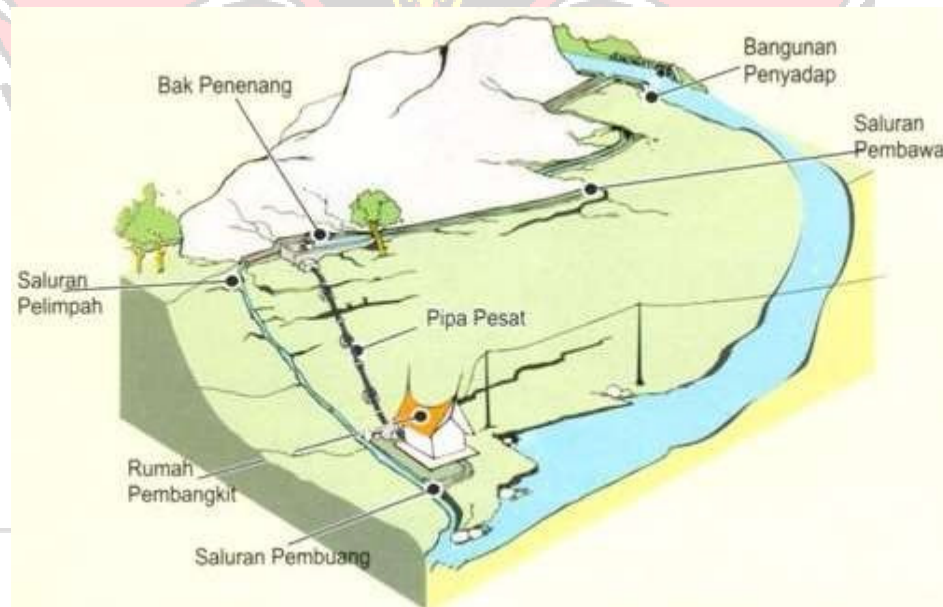 Bangunan
Penyadap
Bak Penenang
Saluran
Pembawa
Saluran
Pelimpah
Pipa Pesat
Rumah
Pembangkit
Saluran Pembuang